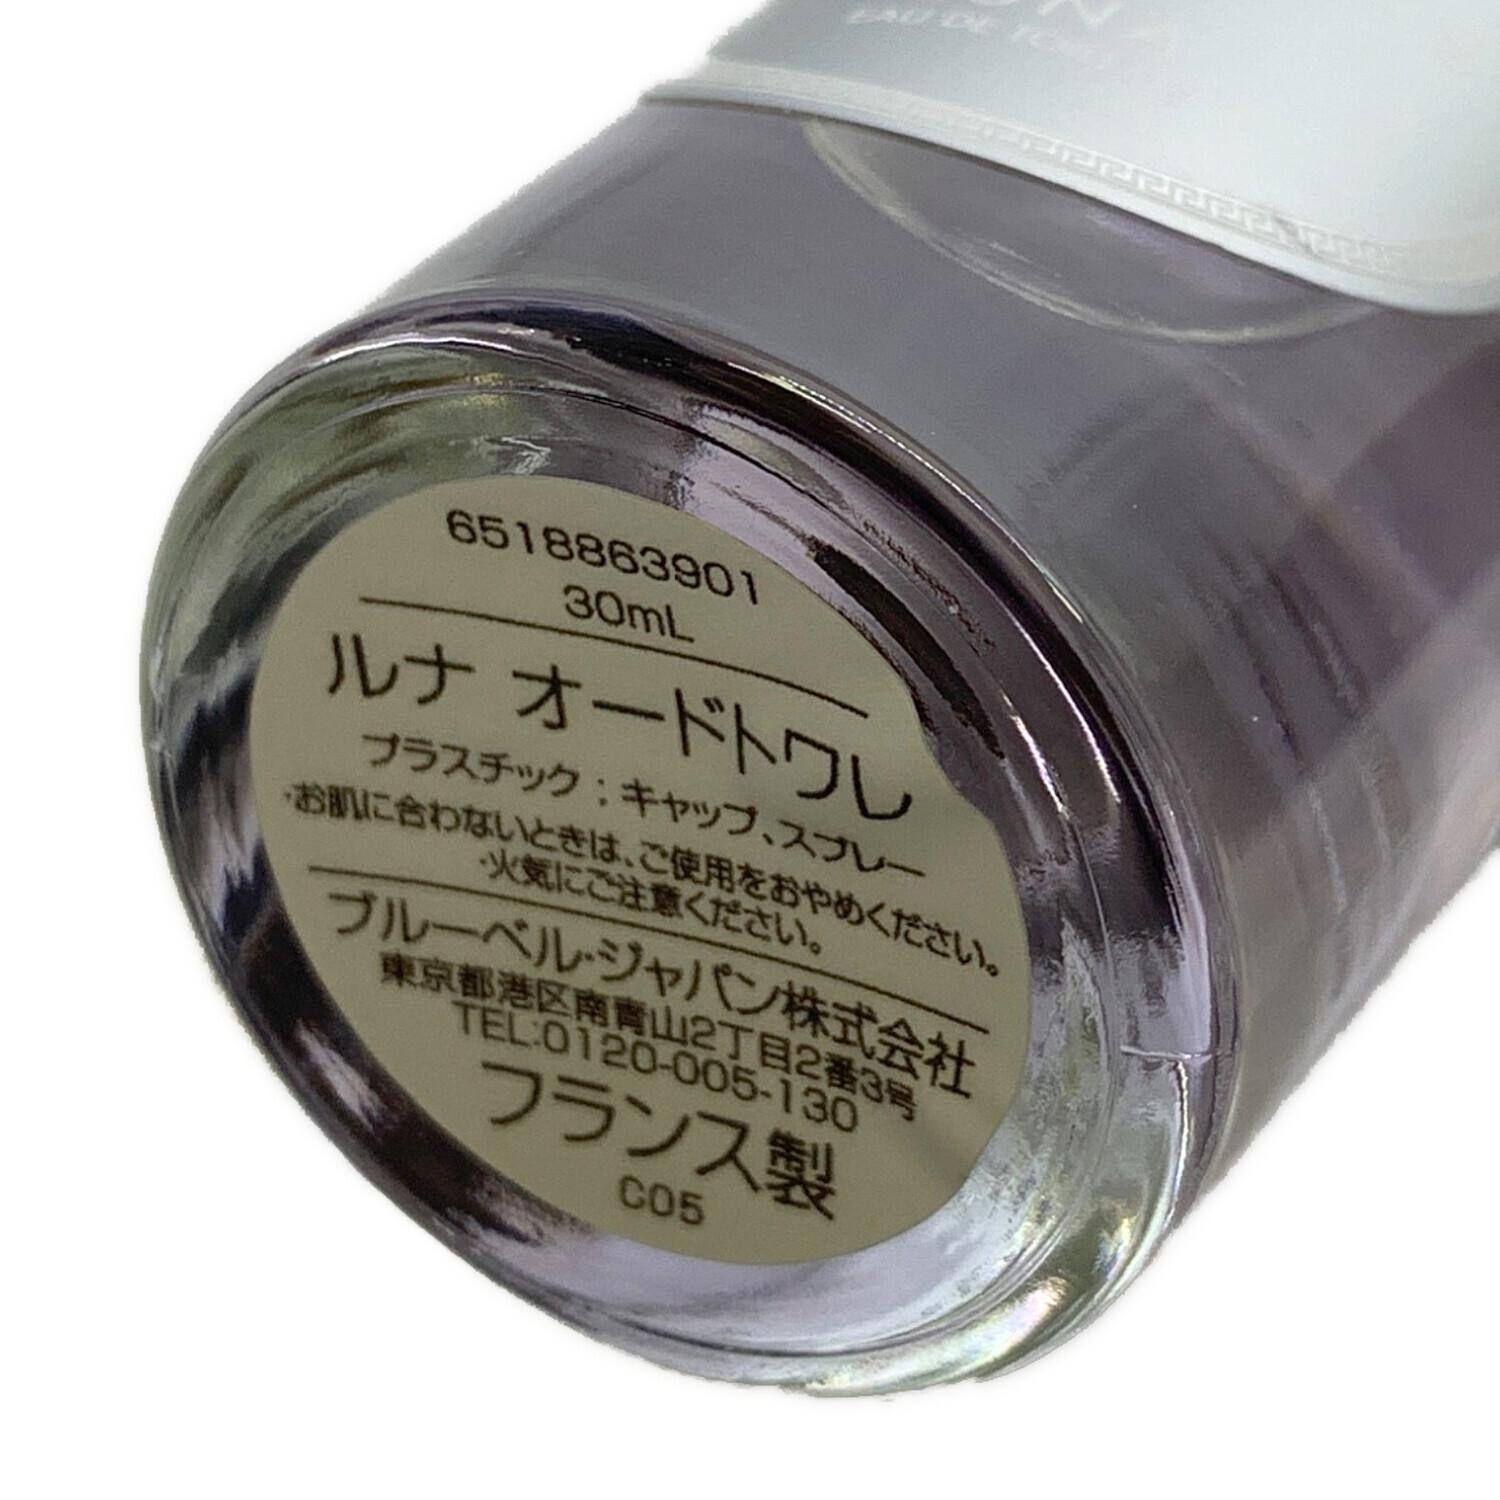 EAU DE
6518863901
30mL
ルナ オードトワレ
プラスチック；キャップ、スプレー
・お肌に合わないときは、ご使用をおやめください。
・火気にご注意ください。
ブルーベル・ジャパン株式会社
東京都港区南青山2丁目2番3号
TEL:0120-005-130
フランス製
C05